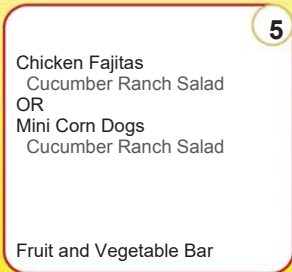 5
Chicken Fajitas
Cucumber Ranch Salad
OR
Mini Corn Dogs
Cucumber Ranch Salad
Fruit and Vegetable Bar